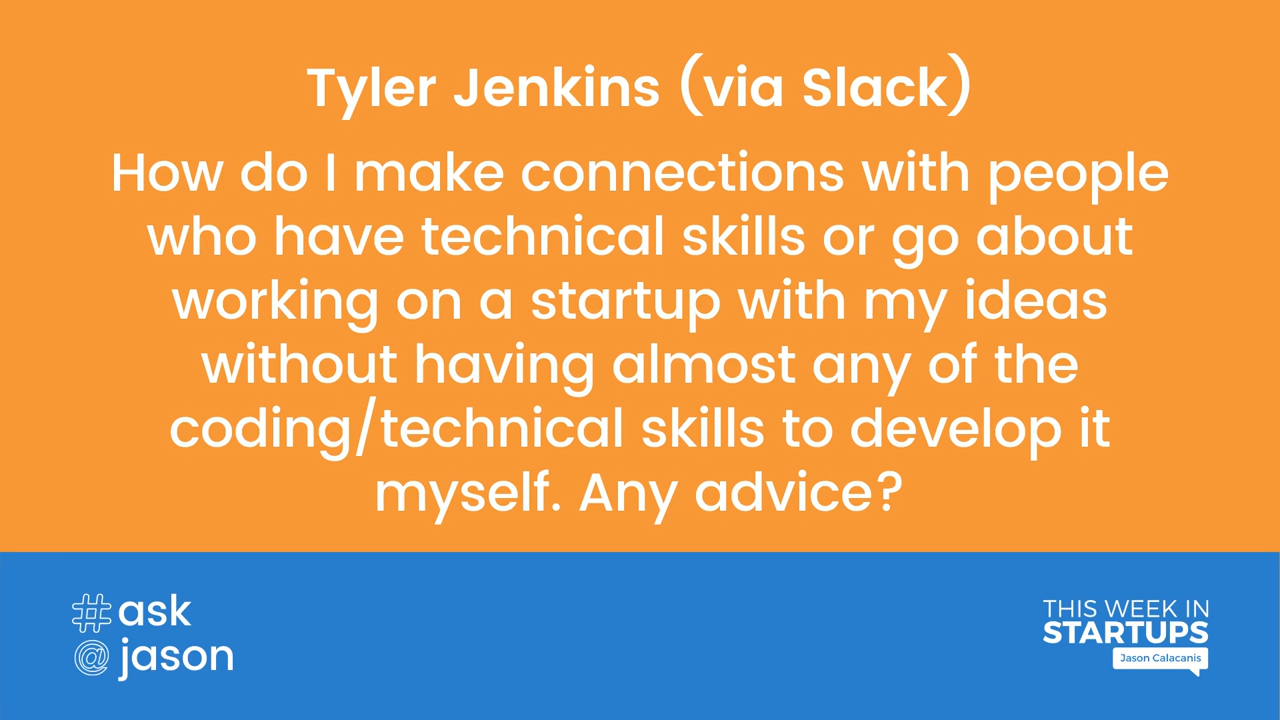 Tyler Jenkins (via Slack)
How do I make connections with people
who have technical skills or go about
working on a startup with my ideas
without having almost any of the
coding/technical skills to develop it
myself. Any advice?
#ask
@jason
THIS WEEK IN
STARTUPS
Jason Calacanis